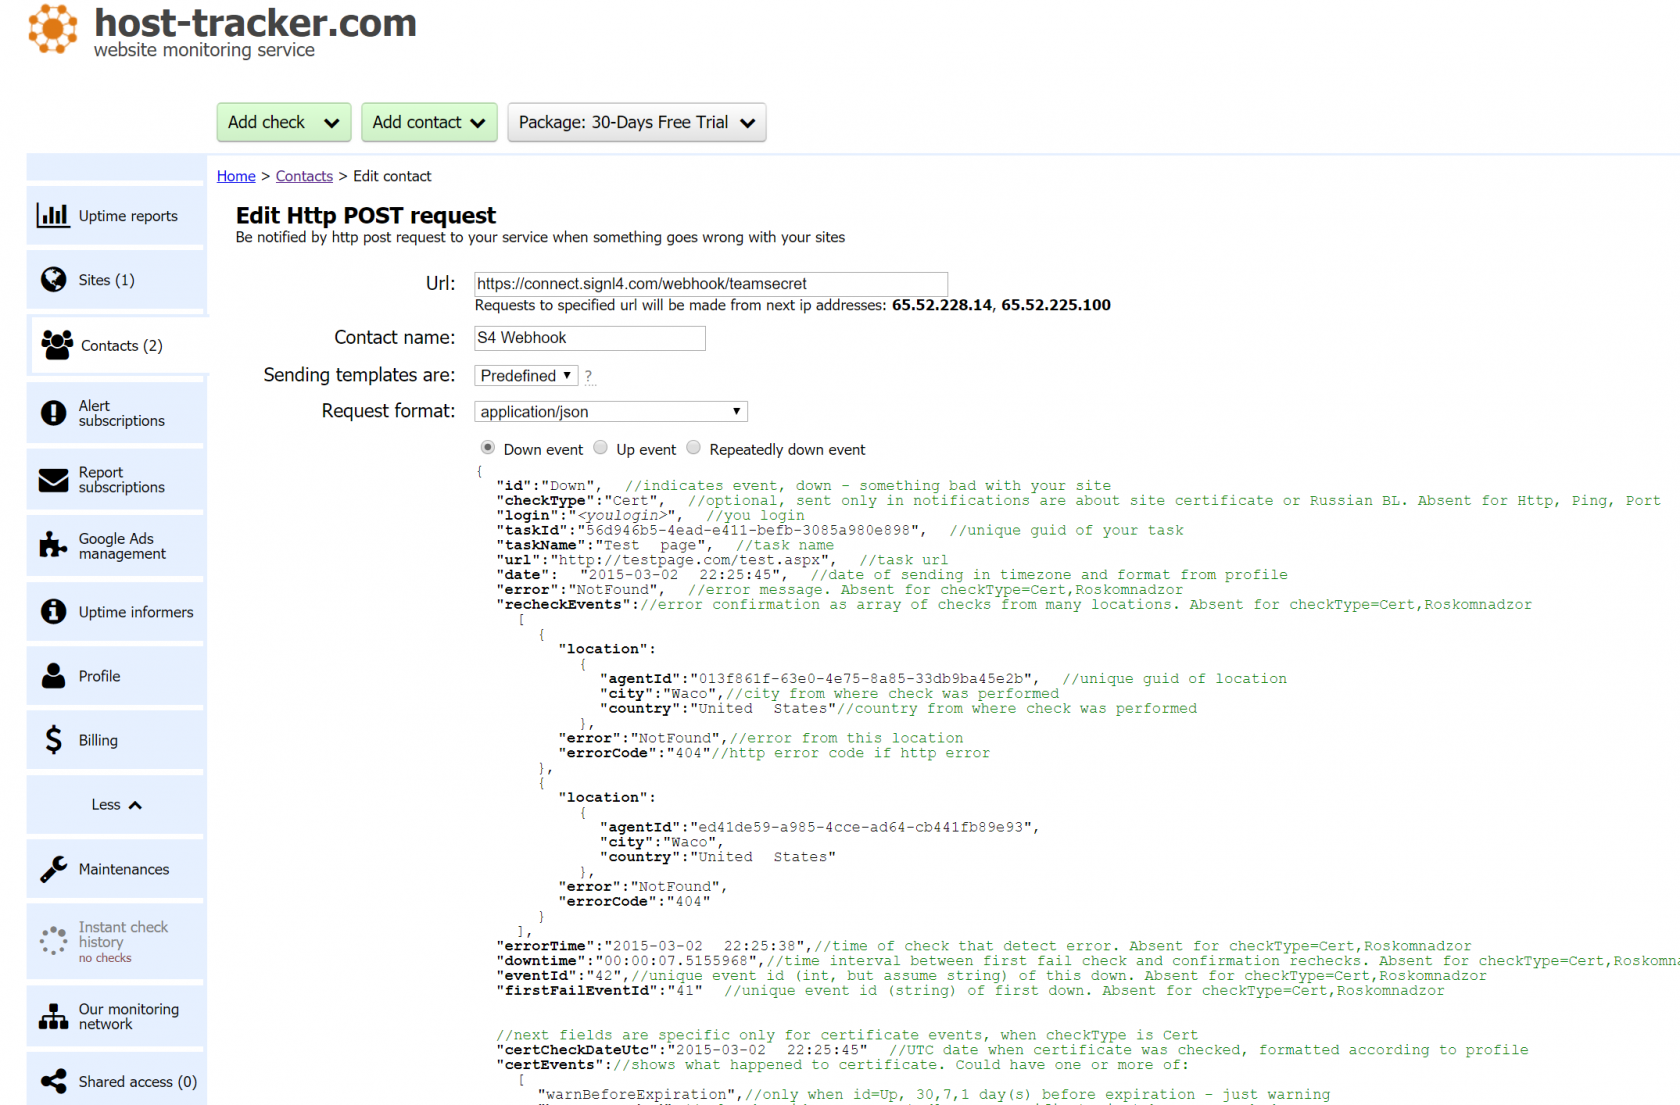 host-tracker.com
website monitoring service
Add check
Add contact
Package: 30-Days Free Trial
Home > Contacts > Edit contact
Uptime reports
Sites (1)
Contacts (2)
Alert
subscriptions
Report
subscriptions
Google Ads
management
Uptime informers
Profile
Billing
Less
Maintenances
Instant check
history
no checks
Our monitoring
network
Shared access (0)
Edit Http POST request
Be notified by http post request to your service when something goes wrong with your sites
Url: https://connect.signl4.com/webhook/teamsecret
Requests to specified url will be made from next ip addresses: 65.52.228.14, 65.52.225.100
Contact name: S4 Webhook
Sending templates are: Predefined ?
Request format: application/json
Down event Up event Repeatedly down event
{
"id":"Down", //indicates event, down - something bad with your site
"checkType":"Cert", //optional, sent only in notifications are about site certificate or Russian BL. Absent for Http, Ping, Port
"login":"<youlogin>", //you login
"taskId":"56d946b5-4ead-e411-befb-3085a980e898", //unique guid of your task
"taskName":"Test page", //task name
"url":"http://testpage.com/test.aspx", //task url
"date": "2015-03-02 22:25:45", //date of sending in timezone and format from profile
"error":"NotFound", //error message. Absent for checkType=Cert,Roskomnadzor
"recheckEvents"://error confirmation as array of checks from many locations. Absent for checkType=Cert,Roskomnadzor
[
{
"location":
{
"agentId":"013f861f-63e0-4e75-8a85-33db9ba45e2b", //unique guid of location
"city":"Waco",//city from where check was performed
"country":"United States"//country from where check was performed
},
"error":"NotFound",//error from this location
"errorCode":"404"//http error code if http error
},
{
"location":
{
"agentId":"ed41de59-a985-4cce-ad64-cb441fb89e93",
"city":"Waco",
"country":"United States"
},
"error":"NotFound",
"errorCode":"404"
}
],
"errorTime":"2015-03-02 22:25:38",//time of check that detect error. Absent for checkType=Cert,Roskomnadzor
"downtime":"00:00:07.5155968",//time interval between first fail check and confirmation rechecks. Absent for checkType=Cert,Roskomna
"eventId":"42",//unique event id (int, but assume string) of this down. Absent for checkType=Cert,Roskomnadzor
"firstFailEventId":"41" //unique event id (string) of first down. Absent for checkType=Cert,Roskomnadzor
//next fields are specific only for certificate events, when checkType is Cert
"certCheckDateUtc":"2015-03-02 22:25:45" //UTC date when certificate was checked, formatted according to profile
"certEvents"://shows what happened to certificate. Could have one or more of:
[
"warnBeforeExpiration",//only when id=Up, 30,7,1 day(s) before expiration - just warning